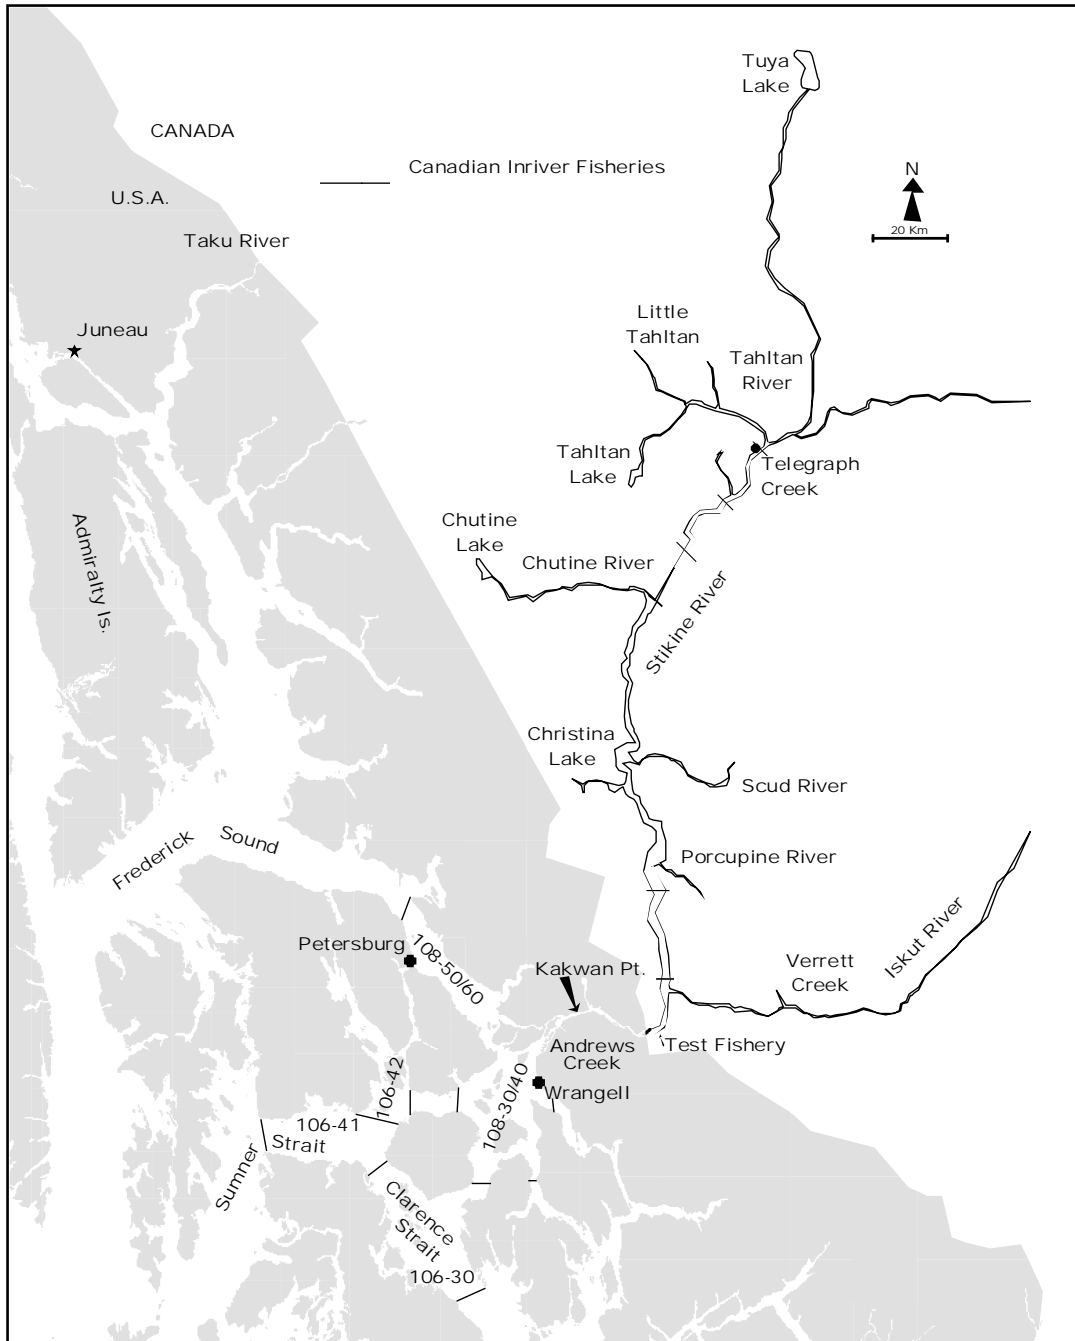 Tuya
Lake
CANADA
Canadian Inriver Fisheries
N
U.S.A.
20 Km
Taku River
Little
Tahltan
Juneau
Tahltan
River
Tahltan
Lake
Telegraph
Creek
Chutine
Lake
Admiralty Is.
Chutine River
Stikine River
Christina
Lake
Scud River
Frederick
Sound
Porcupine River
Iskut River
Petersburg
108-50/60
Kakwan Pt.
Verrett
Creek
Andrews
Creek
Test Fishery
106-42
108-30/40
Wrangell
106-41
Sumner
Strait
Clarence
Strait
106-30